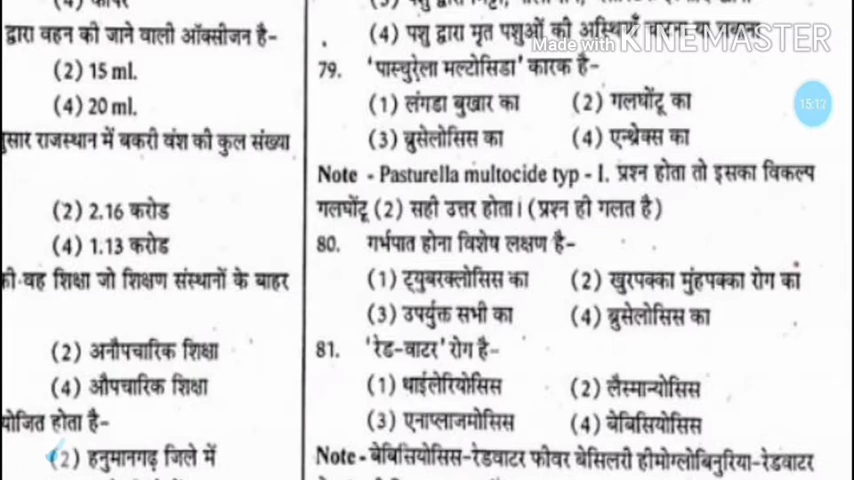 (4) कॉपर
द्वारा वहन की जाने वाली ऑक्सीजन है-
(2) 15 ml.
(4) 20 ml.
नुसार राजस्थान में बकरी वंश की कुल संख्या
(2) 2.16 करोड
(4) 1.13 करोड
की वह शिक्षा जो शिक्षण संस्थानों के बाहर
(2) अनौपचारिक शिक्षा
(4) औपचारिक शिक्षा
योजित होता है-
(2) हनुमानगढ़ जिले में
(4) पशु द्वारा मृत पशुओं की अस्थियाँ चाटना या चबाना
Made with KINEMASTER
79. 'पास्चुरेला मल्टोसिडा' कारक है-
(1) लंगडा बुखार का (2) गलघोंटू का
(3) ब्रुसेलोसिस का (4) एन्थ्रेक्स का
Note - Pasturella multocide typ - I. प्रश्न होता तो इसका विकल्प
गलघोंटू (2) सही उत्तर होता। (प्रश्न ही गलत है)
80. गर्भपात होना विशेष लक्षण है-
(1) ट्युबरक्लोसिस का (2) खुरपक्का मुंहपक्का रोग का
(3) उपर्युक्त सभी का (4) ब्रुसेलोसिस का
81. 'रेड-वाटर' रोग है-
(1) थाईलेरियोसिस (2) लैस्मान्योसिस
(3) एनाप्लाजमोसिस (4) बेबिसियोसिस
Note - बेबिसियोसिस-रेडवाटर फीवर बेसिलरी हीमोग्लोबिनुरिया-रेडवाटर
15:17